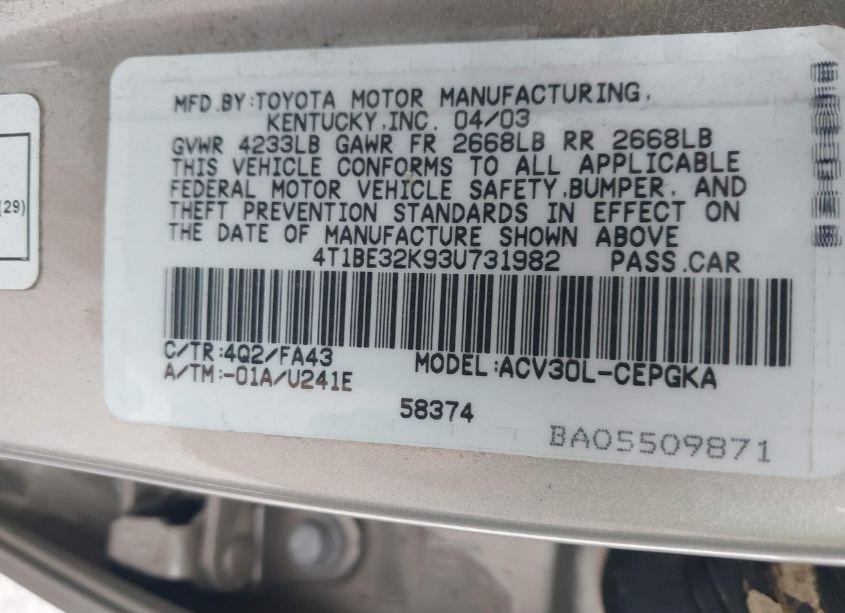 (29)
MFD.BY:TOYOTA MOTOR MANUFACTURING,
KENTUCKY,INC. 04/03
GVWR 4233LB GAWR FR 2668LB RR 2668LB
THIS VEHICLE CONFORMS TO ALL APPLICABLE
FEDERAL MOTOR VEHICLE SAFETY,BUMPER, AND
THEFT PREVENTION STANDARDS IN EFFECT ON
THE DATE OF MANUFACTURE SHOWN ABOVE
4T1BE32K93U731982 PASS.CAR
C/TR:4Q2/FA43 MODEL:ACV30L-CEPGKA
A/TM:-01A/U241E
58374
BA05509871